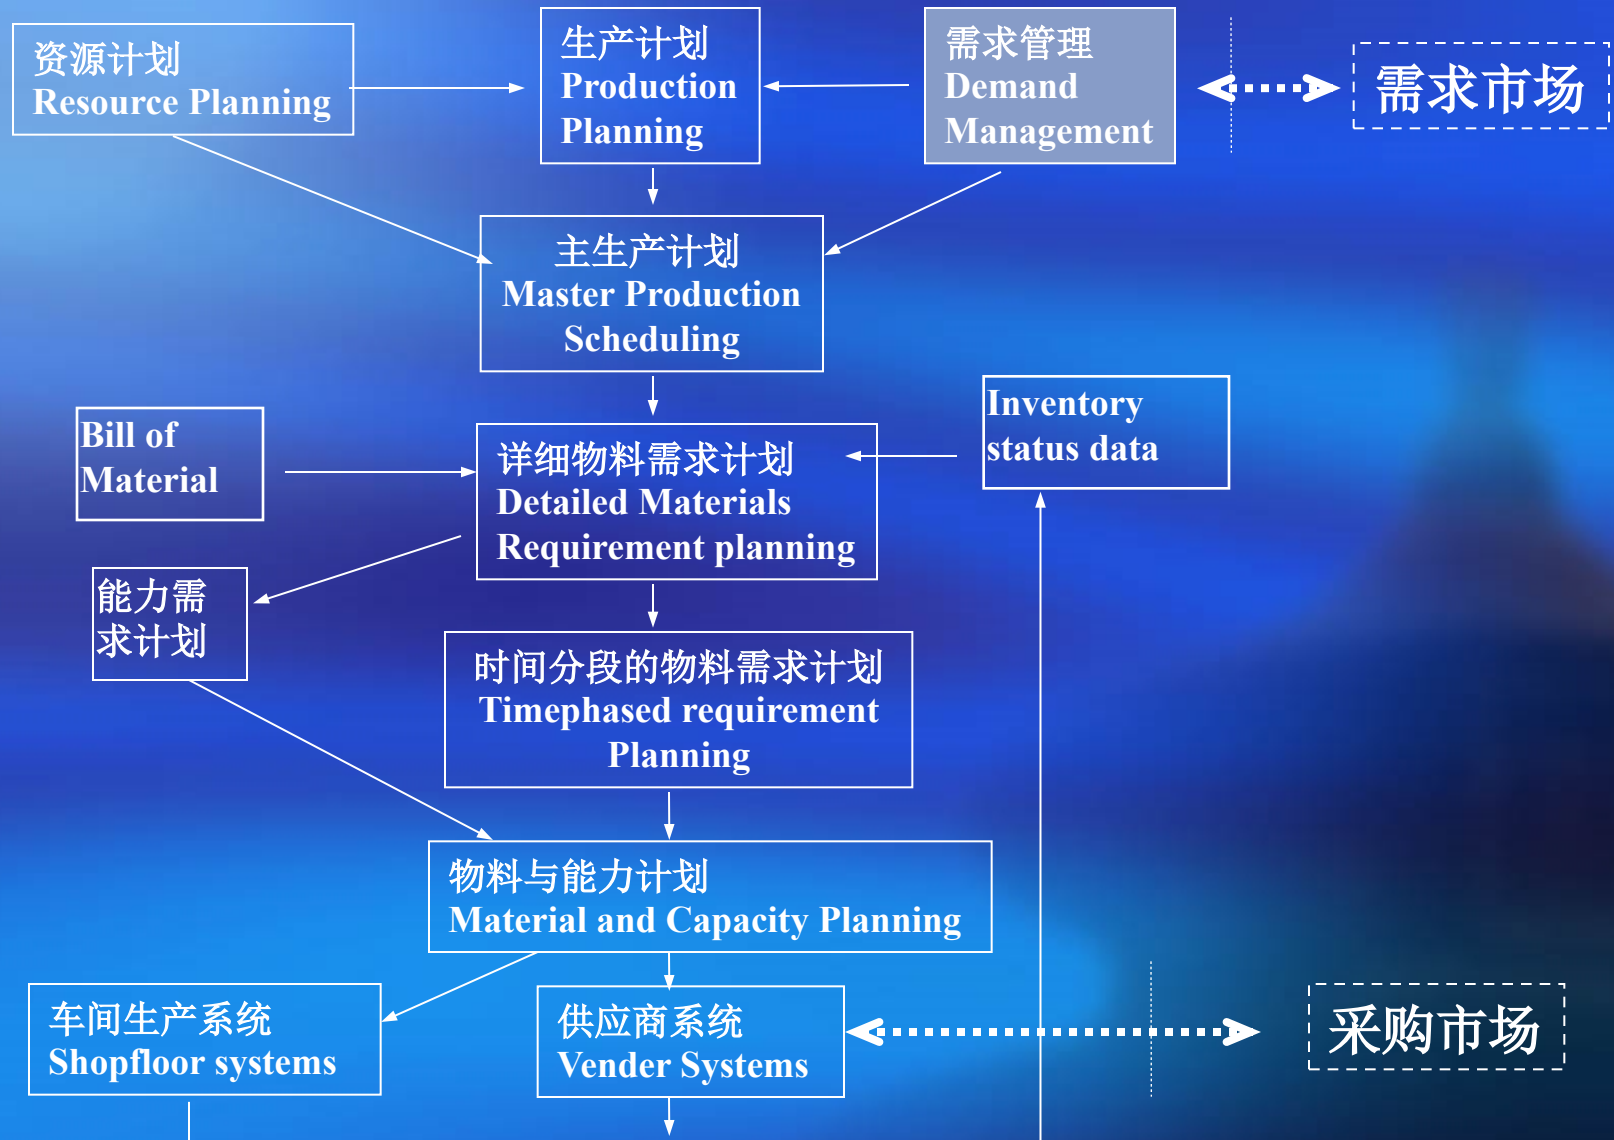 资源计划
Resource Planning
生产计划
Production
Planning
需求管理
Demand
Management
需求市场
主生产计划
Master Production
Scheduling
Bill of
Material
详细物料需求计划
Detailed Materials
Requirement planning
Inventory
status data
能力需
求计划
时间分段的物料需求计划
Timephased requirement
Planning
物料与能力计划
Material and Capacity Planning
车间生产系统
Shopfloor systems
供应商系统
Vender Systems
采购市场